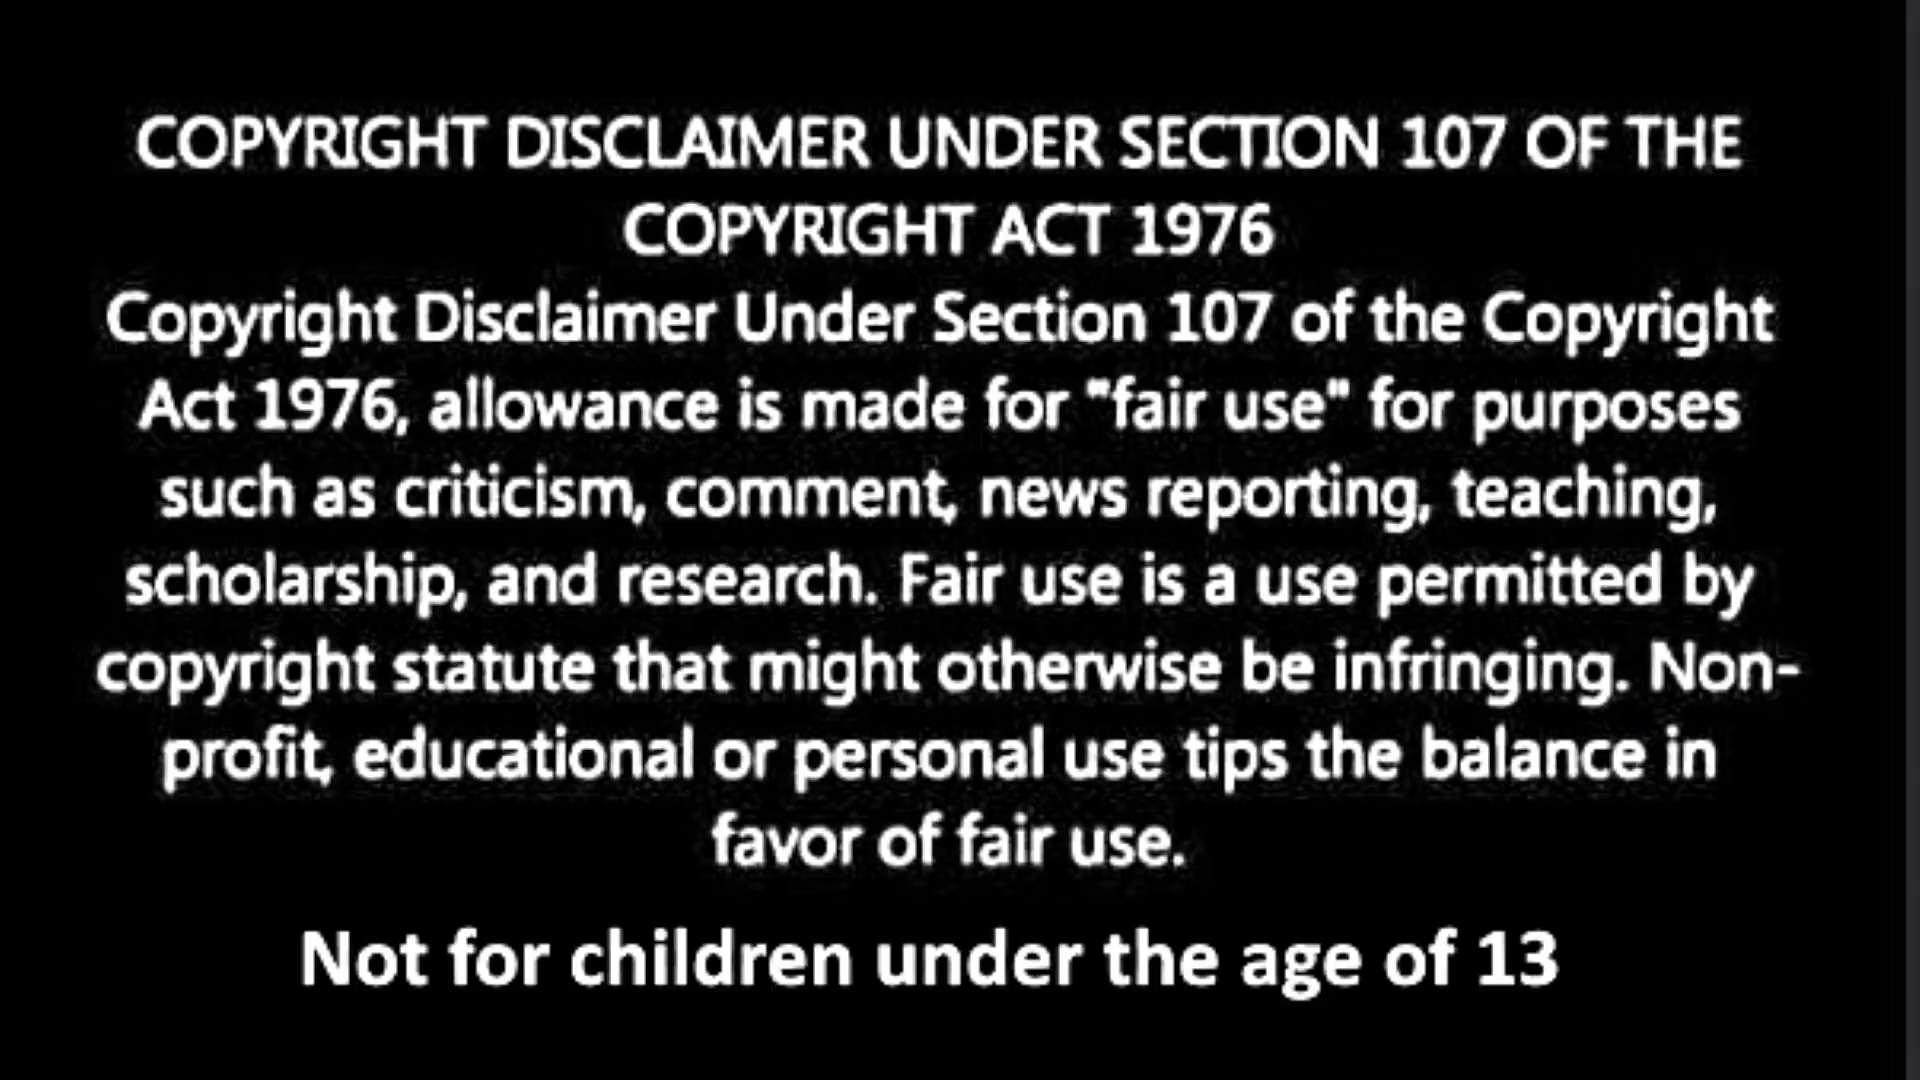 COPYRIGHT DISCLAIMER UNDER SECTION 107 OF THE
COPYRIGHT ACT 1976
Copyright Disclaimer Under Section 107 of the Copyright
Act 1976, allowance is made for "fair use" for purposes
such as criticism, comment, news reporting, teaching,
scholarship, and research. Fair use is a use permitted by
copyright statute that might otherwise be infringing. Non-
profit, educational or personal use tips the balance in
favor of fair use.
Not for children under the age of 13